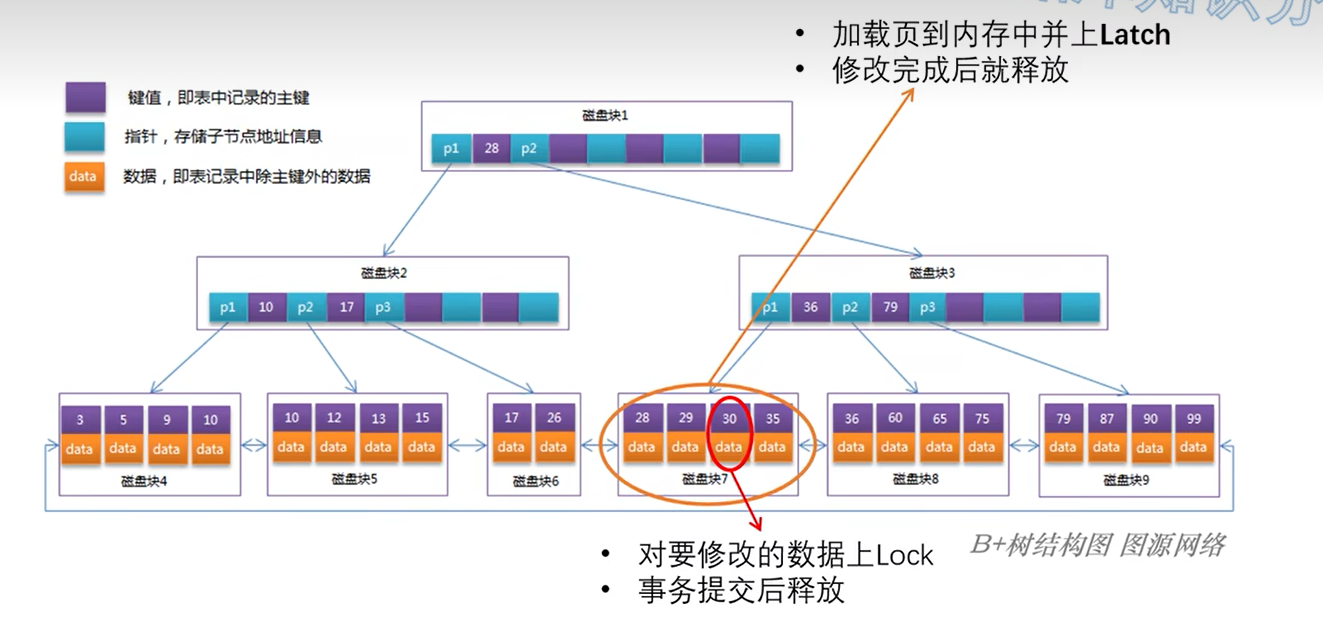 • 加载页到内存中并上Latch
• 修改完成后就释放
键值，即表中记录的主键
指针，存储子节点地址信息
data 数据，即表记录中除主键外的数据
磁盘块1
p1 28 p2
磁盘块2
p1 10 p2 17 p3
磁盘块3
p1 36 p2 79 p3
3 5 9 10
data data data data
磁盘块4
10 12 13 15
data data data data
磁盘块5
17 26
data data
磁盘块6
28 29 30 35
data data data data
磁盘块7
36 60 65 75
data data data data
磁盘块8
79 87 90 99
data data data data
磁盘块9
• 对要修改的数据上Lock
• 事务提交后释放
B+树结构图 图源网络